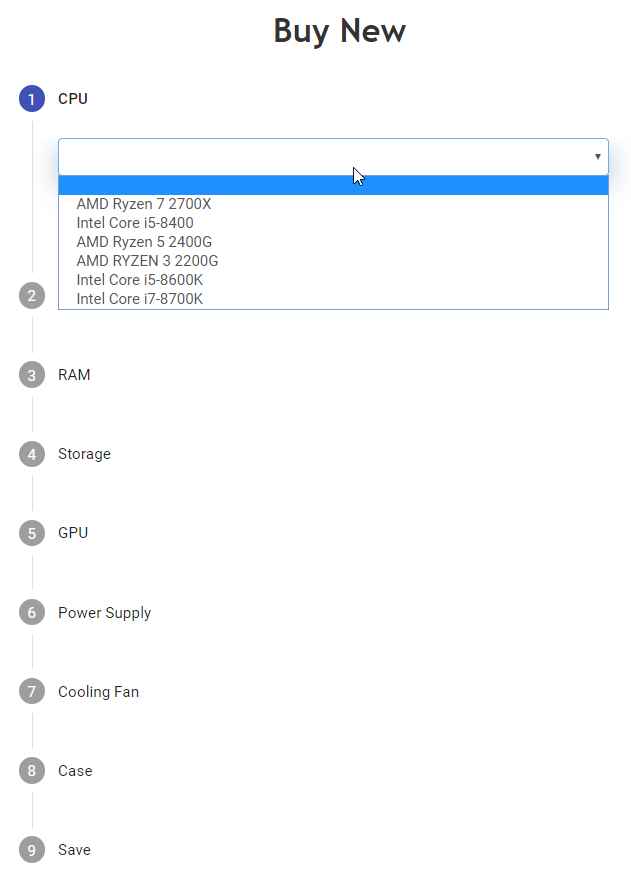 Buy New
1 CPU
AMD Ryzen 7 2700X
Intel Core i5-8400
AMD Ryzen 5 2400G
AMD RYZEN 3 2200G
Intel Core i5-8600K
Intel Core i7-8700K
2
3 RAM
4 Storage
5 GPU
6 Power Supply
7 Cooling Fan
8 Case
9 Save